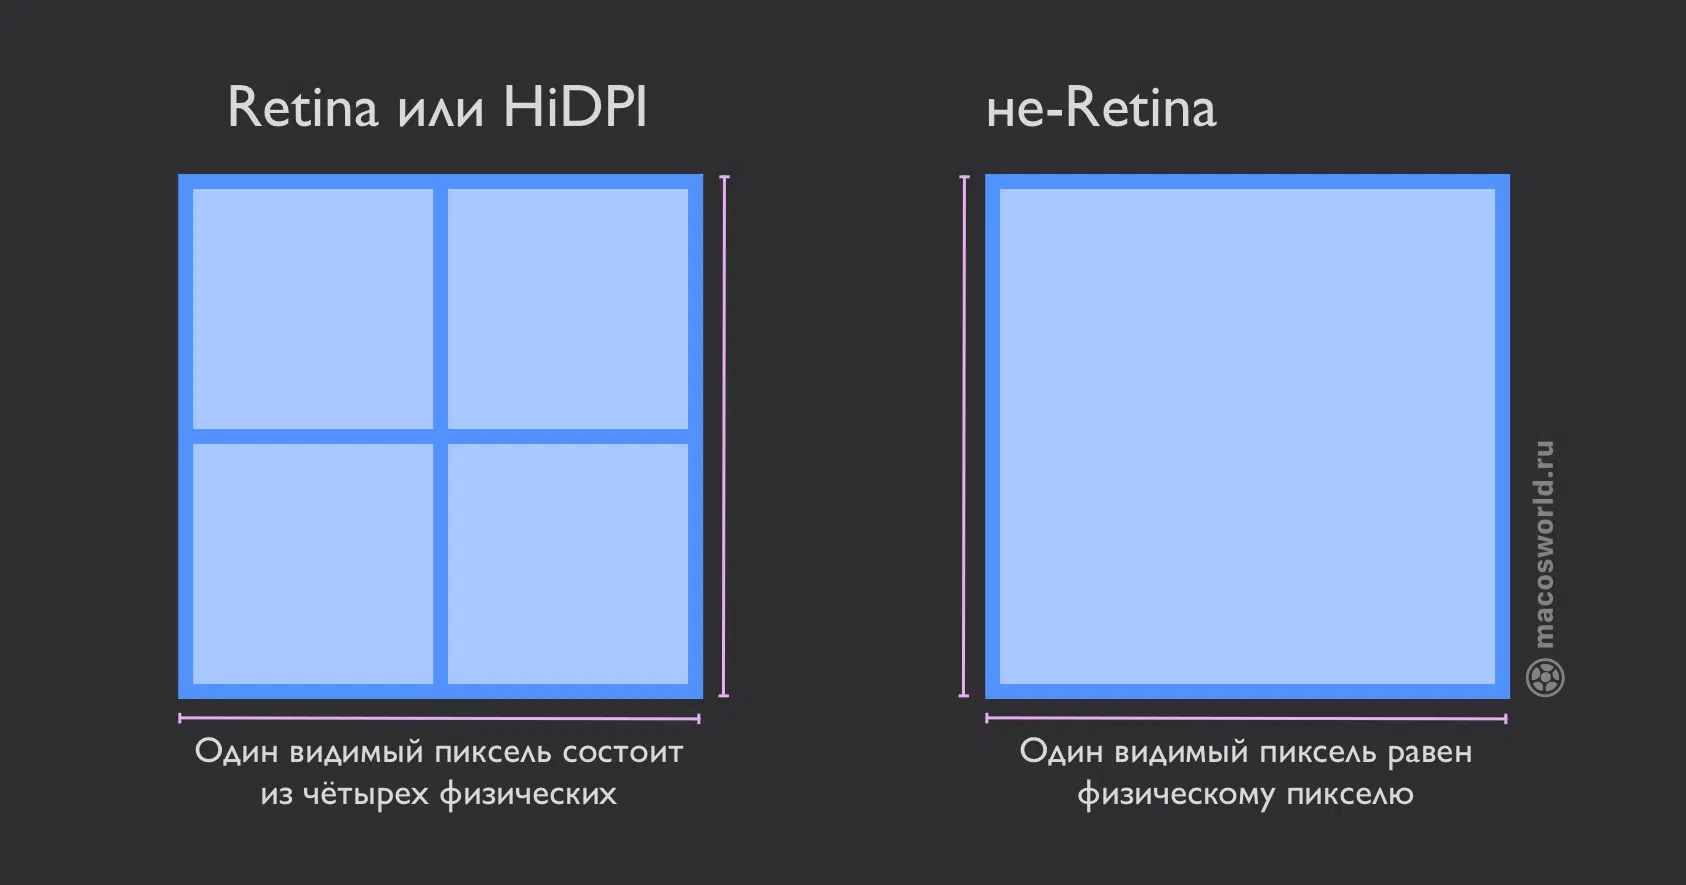 Retina или HiDPI
не-Retina
Один видимый пиксель состоит
из чётырех физических
Один видимый пиксель равен
физическому пикселю
macosworld.ru